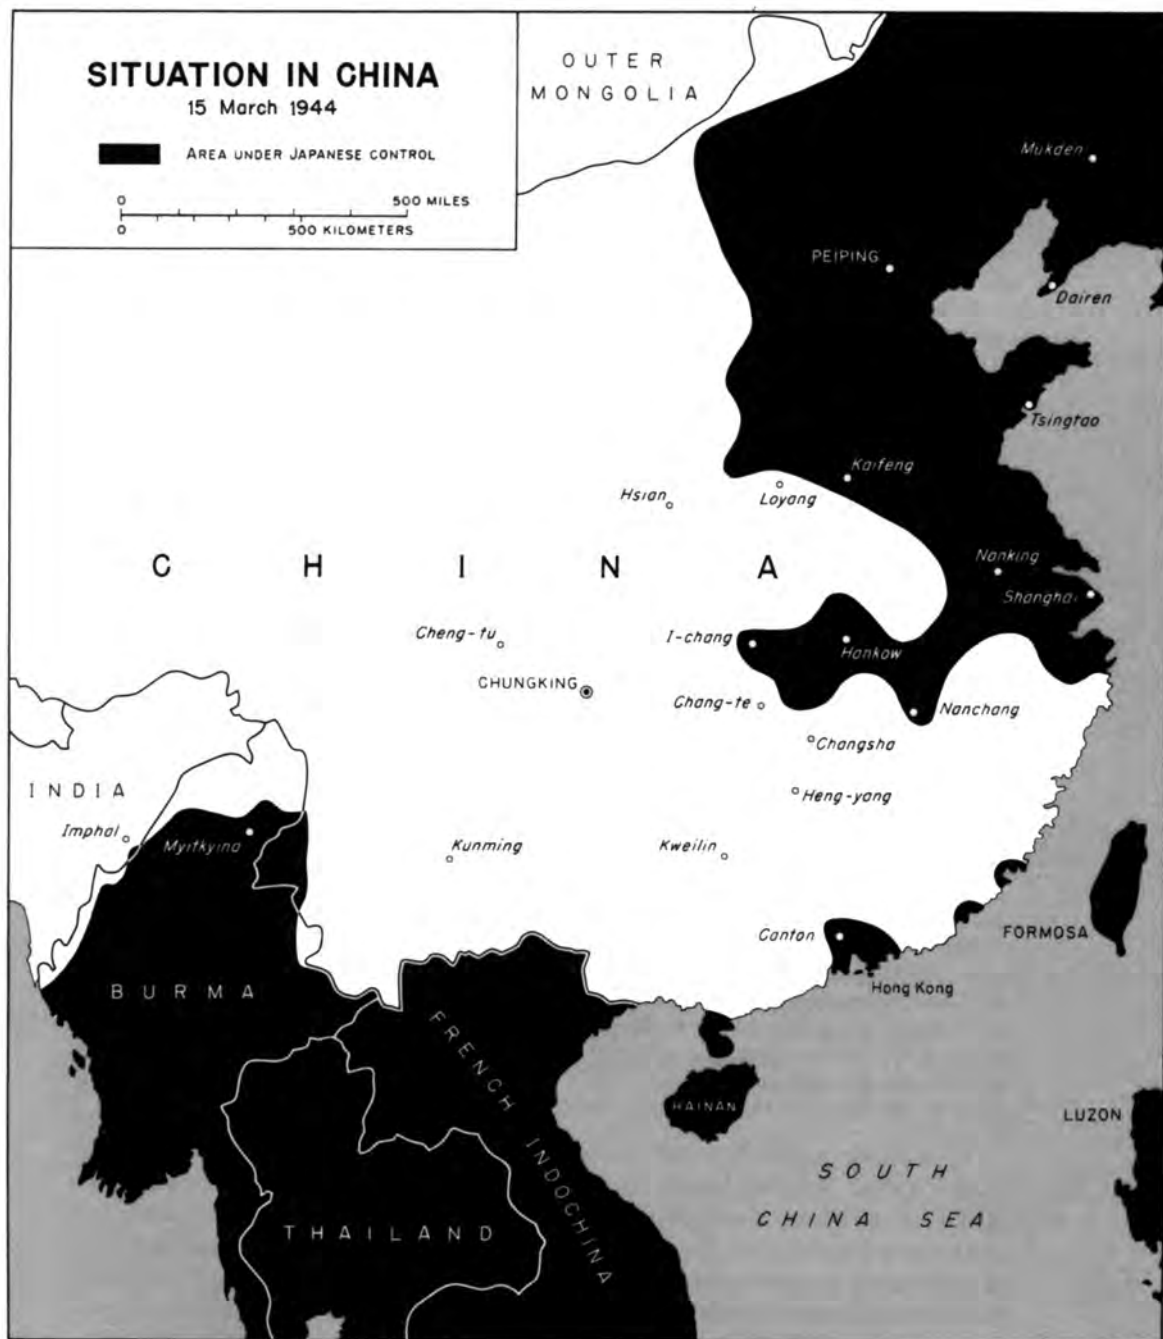 SITUATION IN CHINA
15 March 1944
AREA UNDER JAPANESE CONTROL
0 500 MILES
0 500 KILOMETERS
OUTER
MONGOLIA
Mukden
PEIPING
Dairen
Tsingtao
Kaifeng
Loyang
Hsian
CHINA
Nanking
Shanghai
Cheng-tu
I-chang
Hankow
CHUNGKING
Chang-te
Nanchang
Changsha
INDIA
Heng-yang
Imphal
Myitkyina
Kunming
Kweilin
Canton
FORMOSA
BURMA
Hong Kong
FRENCH INDOCHINA
HAINAN
LUZON
SOUTH
CHINA SEA
THAILAND